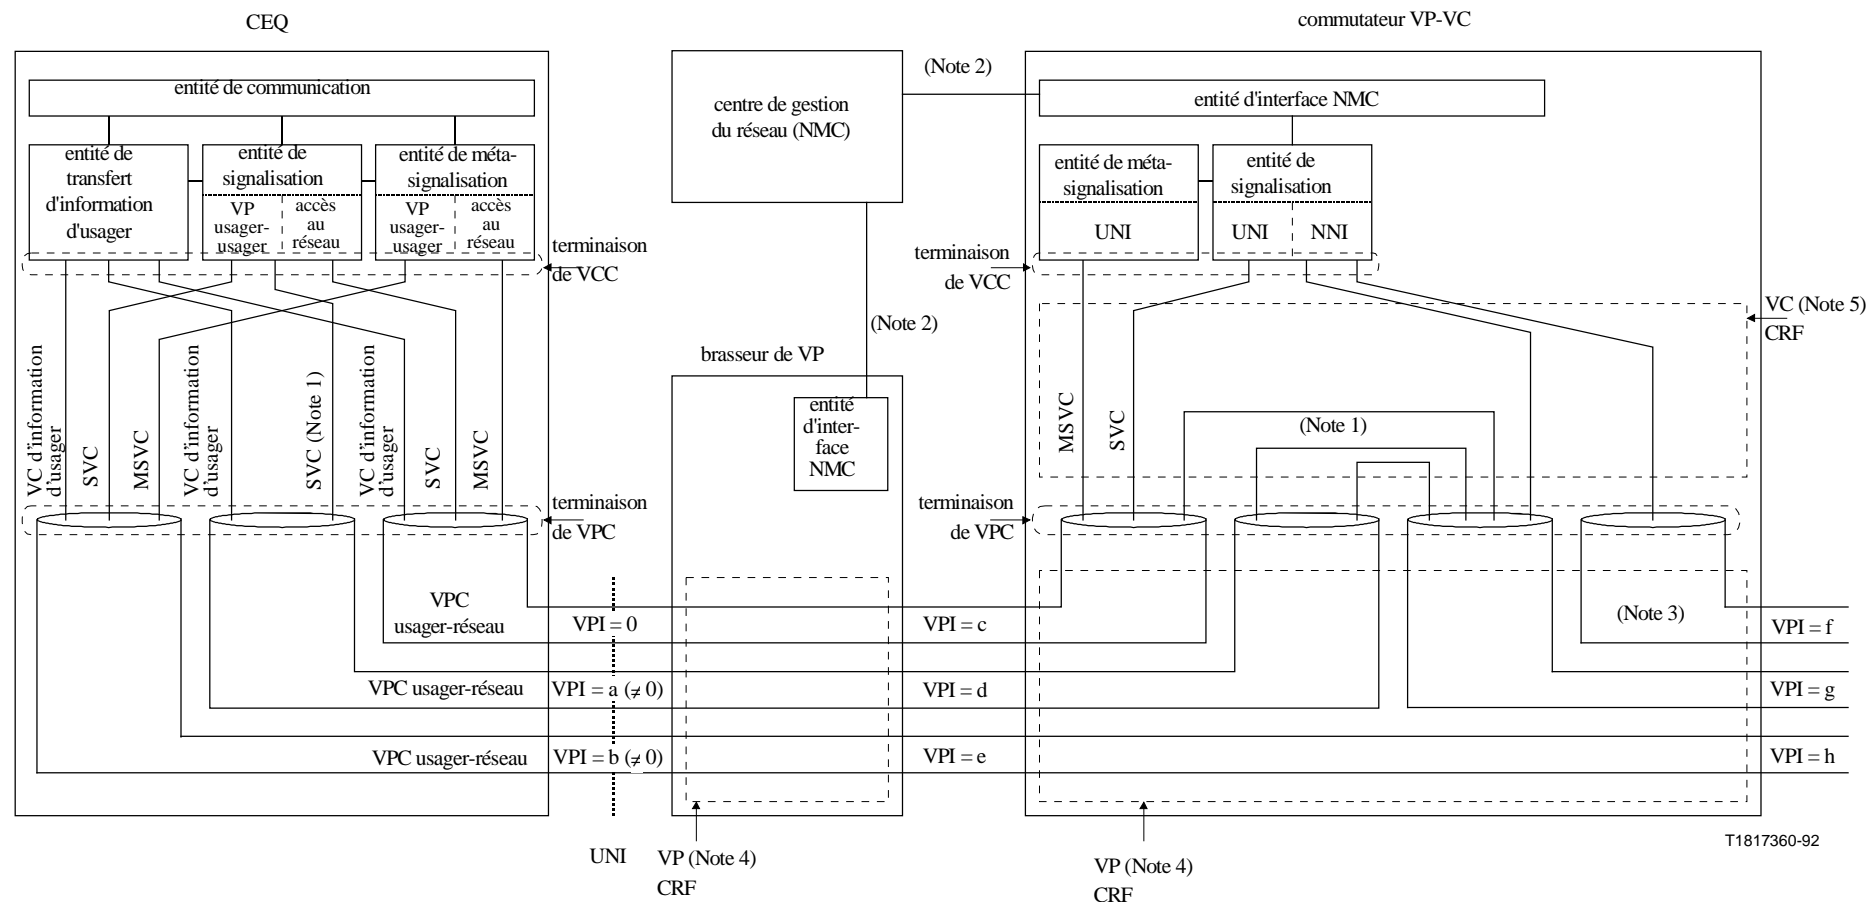 CEQ
commutateur VP-VC
entité de communication
entité de
transfert
d'information
d'usager
entité de
signalisation
VP
usager-
usager
accès
au
réseau
entité de méta-
signalisation
VP
usager-
usager
accès
au
réseau
terminaison
de VCC
VC d'information
d'usager
SVC
MSVC
VC d'information
d'usager
SVC (Note 1)
VC d'information
d'usager
SVC
MSVC
terminaison
de VPC
VPC
usager-réseau
VPC usager-réseau
VPC usager-réseau
VPI = 0
VPI = a (≠ 0)
VPI = b (≠ 0)
UNI
centre de gestion
du réseau (NMC)
(Note 2)
(Note 2)
brasseur de VP
entité
d'inter-
face
NMC
VP (Note 4)
CRF
VPI = c
VPI = d
VPI = e
entité d'interface NMC
entité de méta-
signalisation
UNI
entité de
signalisation
UNI
NNI
terminaison
de VCC
VC (Note 5)
CRF
MSVC
SVC
(Note 1)
terminaison
de VPC
(Note 3)
VPI = f
VPI = g
VPI = h
VP (Note 4)
CRF
T1817360-92